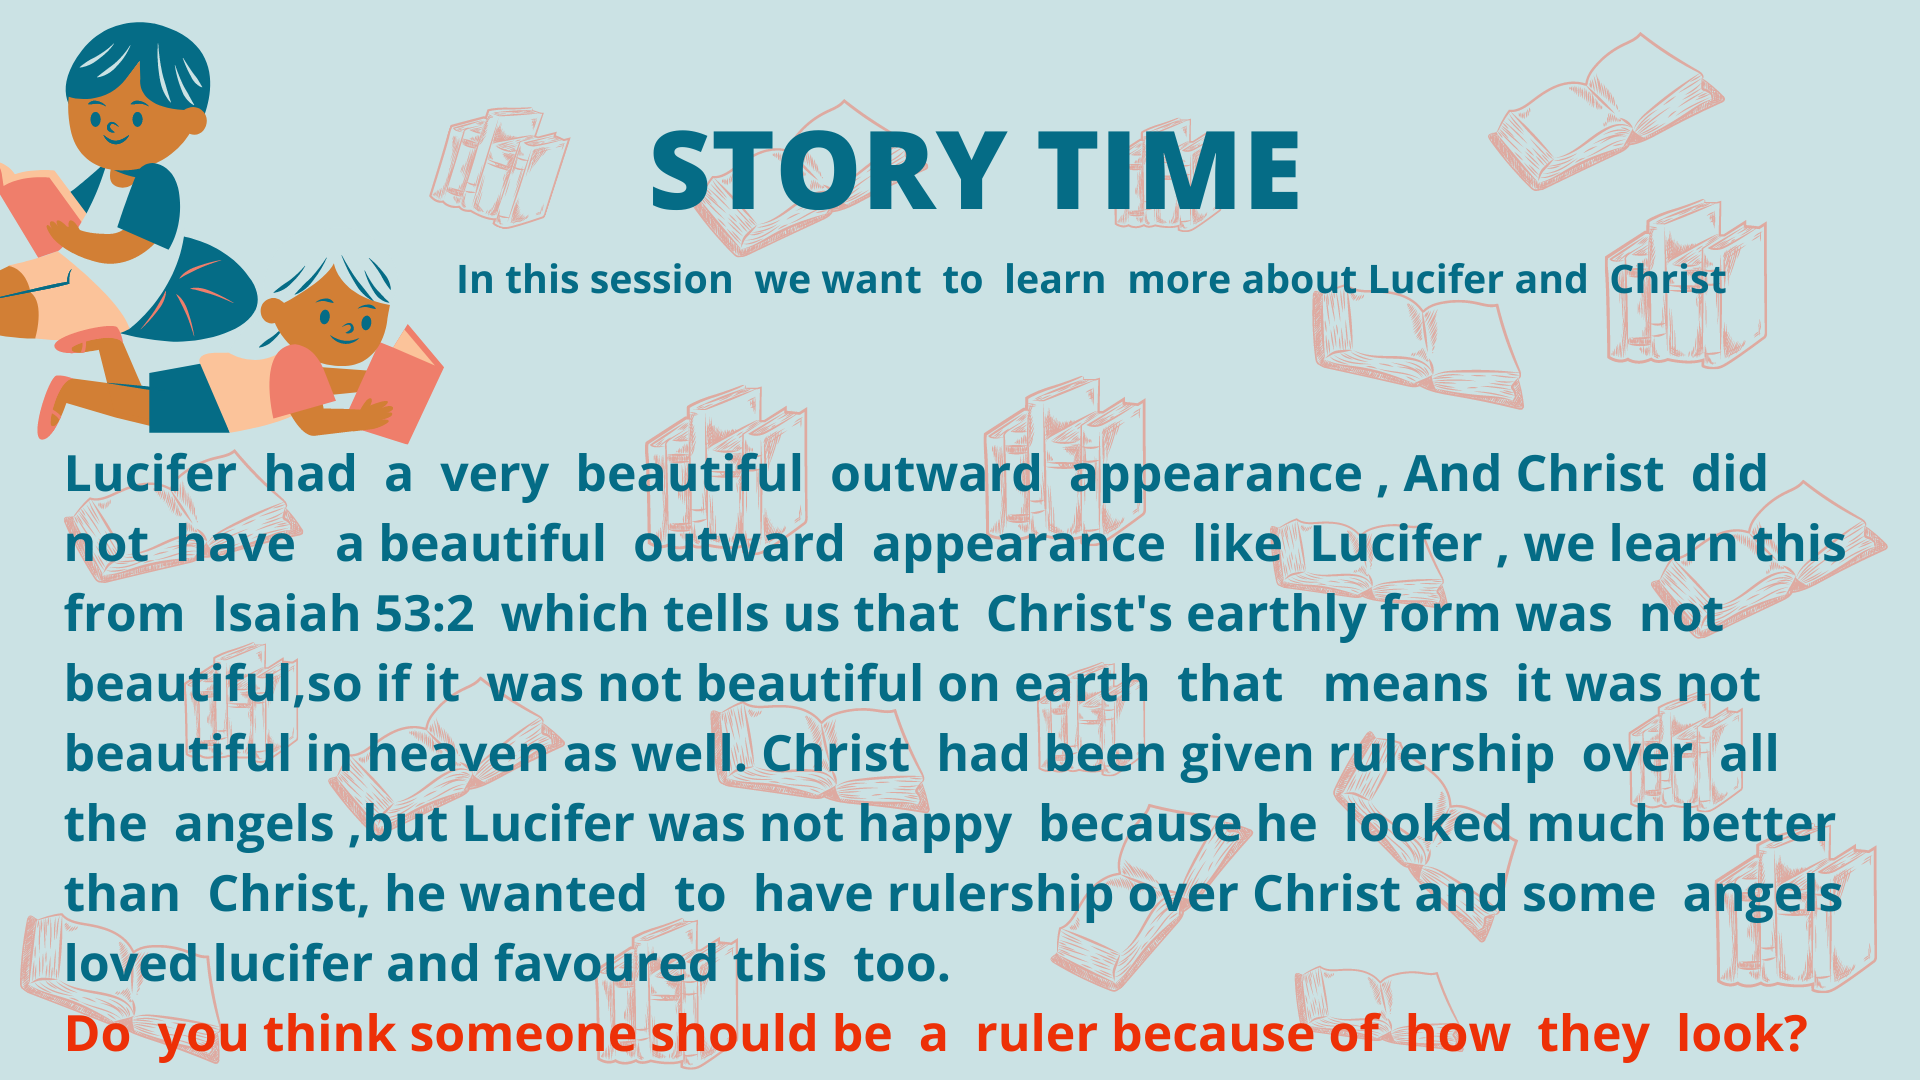 STORY TIME
In this session we want to learn more about Lucifer and Christ
Lucifer had a very beautiful outward appearance , And Christ did
not have a beautiful outward appearance like Lucifer , we learn this
from Isaiah 53:2 which tells us that Christ's earthly form was not
beautiful,so if it was not beautiful on earth that means it was not
beautiful in heaven as well. Christ had been given rulership over all
the angels ,but Lucifer was not happy because he looked much better
than Christ, he wanted to have rulership over Christ and some angels
loved lucifer and favoured this too.
Do you think someone should be a ruler because of how they look?